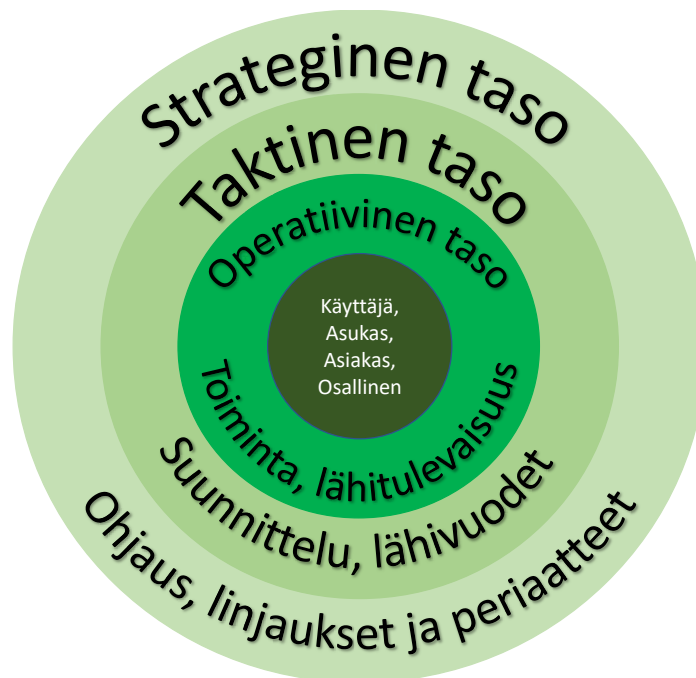 Strateginen taso
Taktinen taso
Operatiivinen taso
Käyttäjä,
Asukas,
Asiakas,
Osallinen
Toiminta, lähitulevaisuus
Suunnittelu, lähivuodet
Ohjaus, linjaukset ja periaatteet